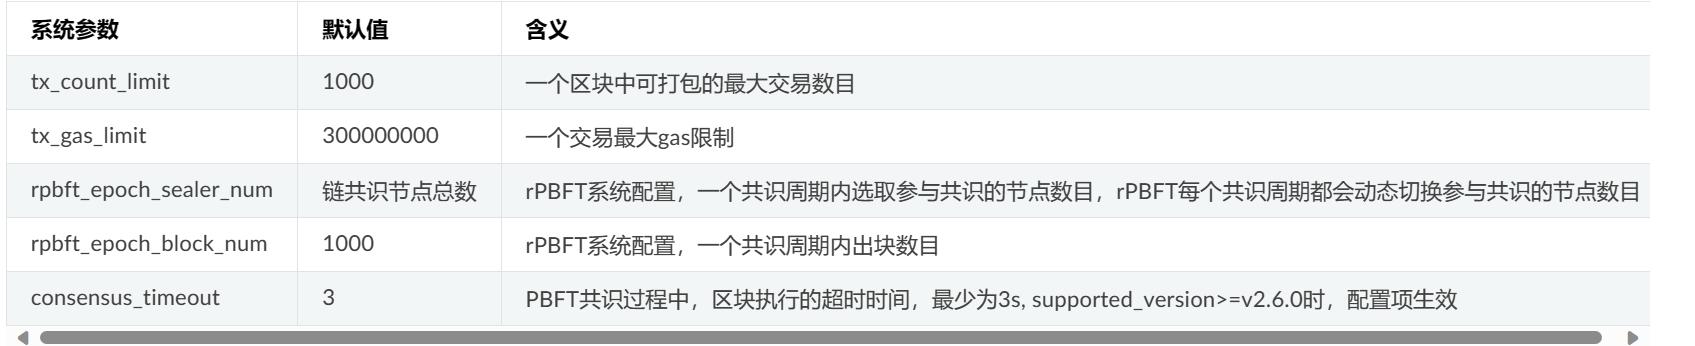 系统参数 默认值 含义
tx_count_limit 1000 一个区块中可打包的最大交易数目
tx_gas_limit 300000000 一个交易最大gas限制
rpbft_epoch_sealer_num 链共识节点总数 rPBFT系统配置，一个共识周期内选取参与共识的节点数目，rPBFT每个共识周期都会动态切换参与共识的节点数目
rpbft_epoch_block_num 1000 rPBFT系统配置，一个共识周期内出块数目
consensus_timeout 3 PBFT共识过程中，区块执行的超时时间，最少为3s, supported_version>=v2.6.0时，配置项生效